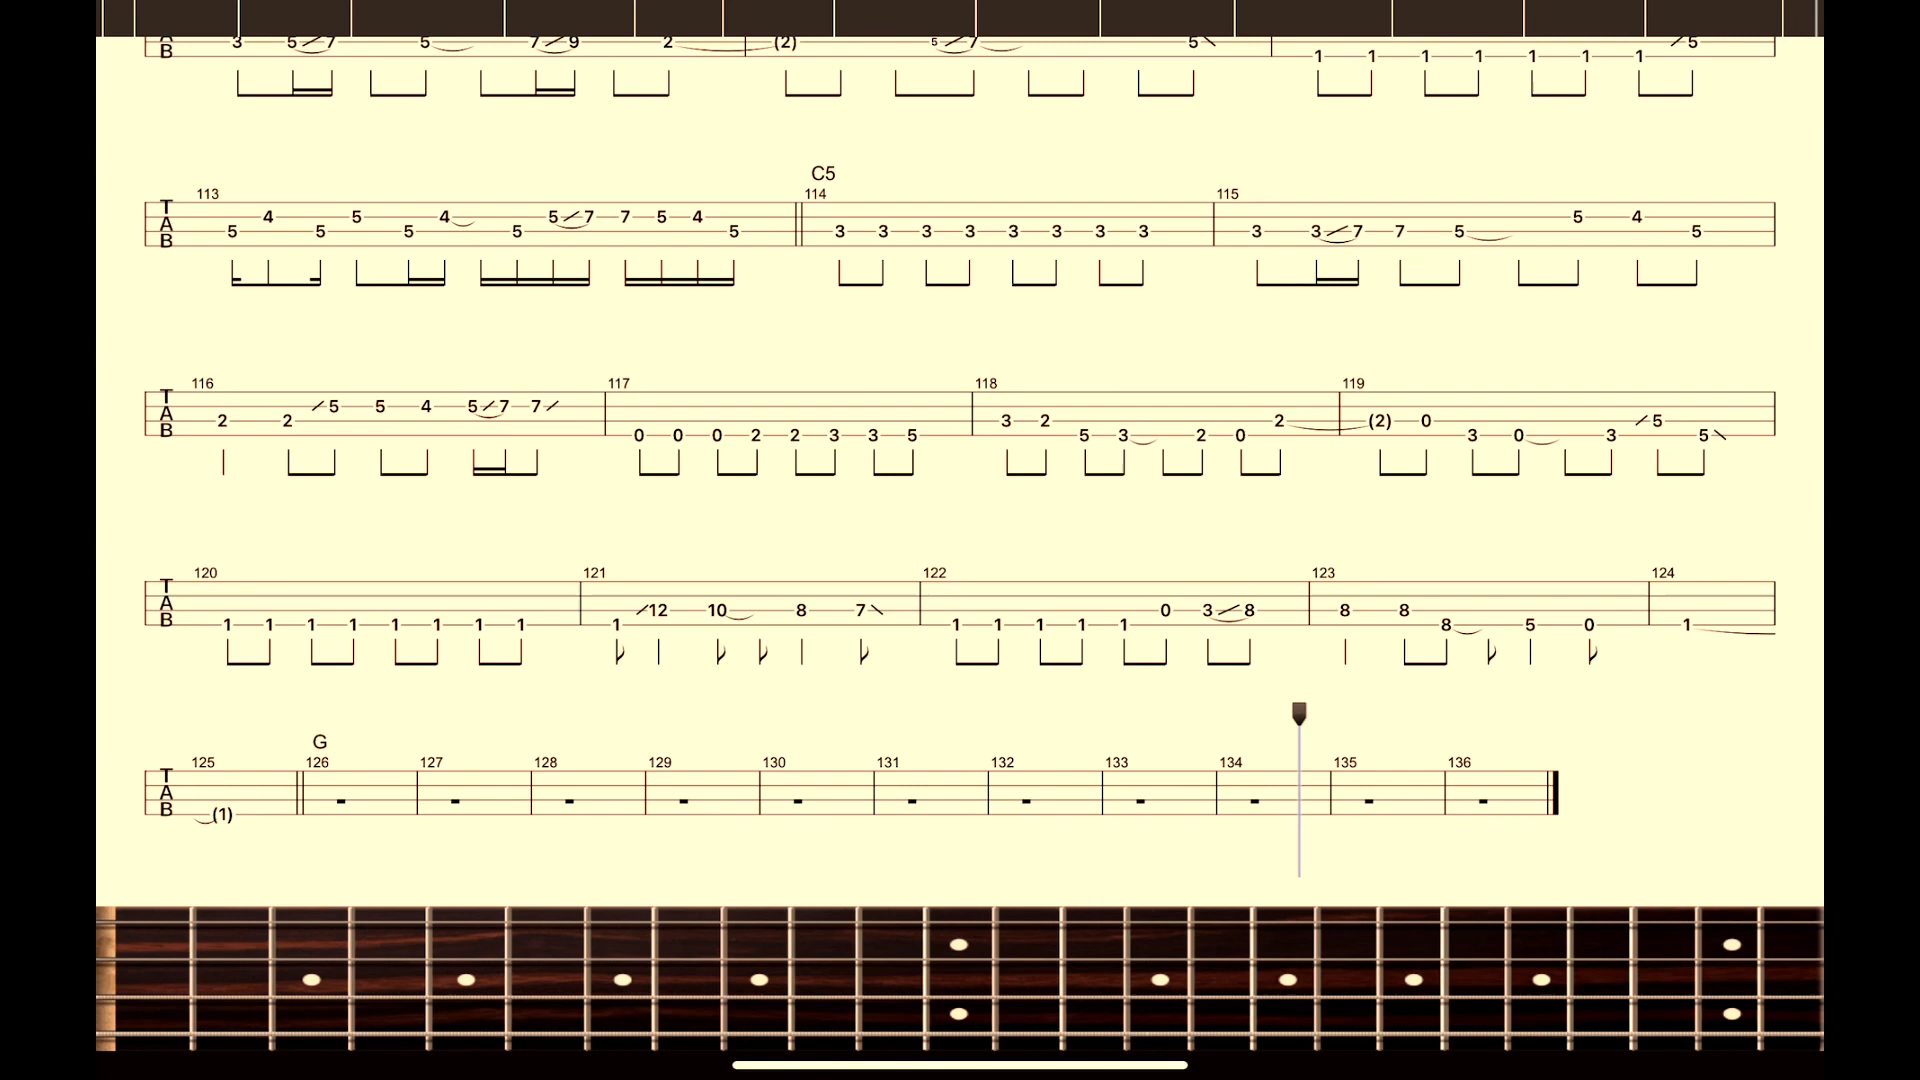 3 5 7 5 7 9 2 (2) 5 7 5 5
B 1 1 1 1 1 1 1
C5
113 114 115
T
A 4 5 4 5 7 7 5 4 5 4
B 5 5 5 5 5 3 3 3 3 3 3 3 3 3 3 7 7 5 5
116 117 118 119
T
A 5 5 4 5 7 7
2 2 3 2 2 (2) 0 5
B 0 0 0 2 2 3 3 5 5 3 2 0 3 0 3 5
120 121 122 123 124
T
A 12 10 8 7 0 3 8 8 8
B 1 1 1 1 1 1 1 1 1 1 1 1 1 1 8 5 0 1
G
125 126 127 128 129 130 131 132 133 134 135 136
T
A
B (1)